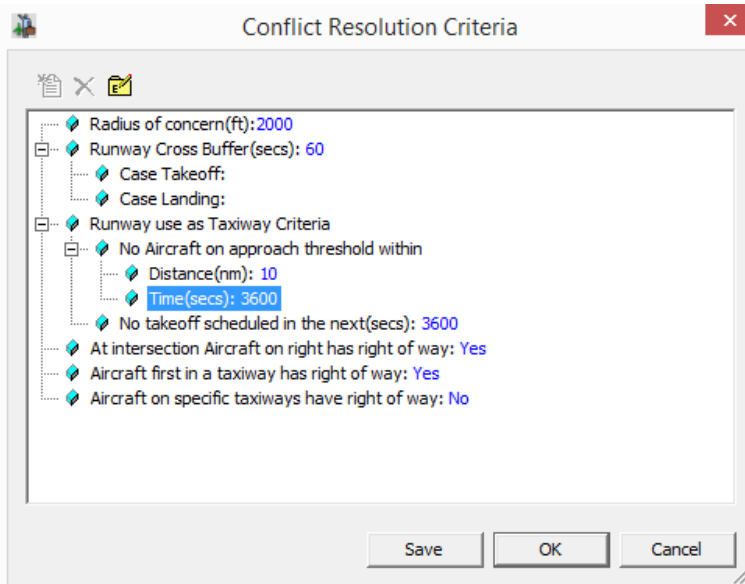 Conflict Resolution Criteria
Radius of concern(ft):2000
Runway Cross Buffer(secs): 60
Case Takeoff:
Case Landing:
Runway use as Taxiway Criteria
No Aircraft on approach threshold within
Distance(nm): 10
Time(secs): 3600
No takeoff scheduled in the next(secs): 3600
At intersection Aircraft on right has right of way: Yes
Aircraft first in a taxiway has right of way: Yes
Aircraft on specific taxiways have right of way: No
Save OK Cancel